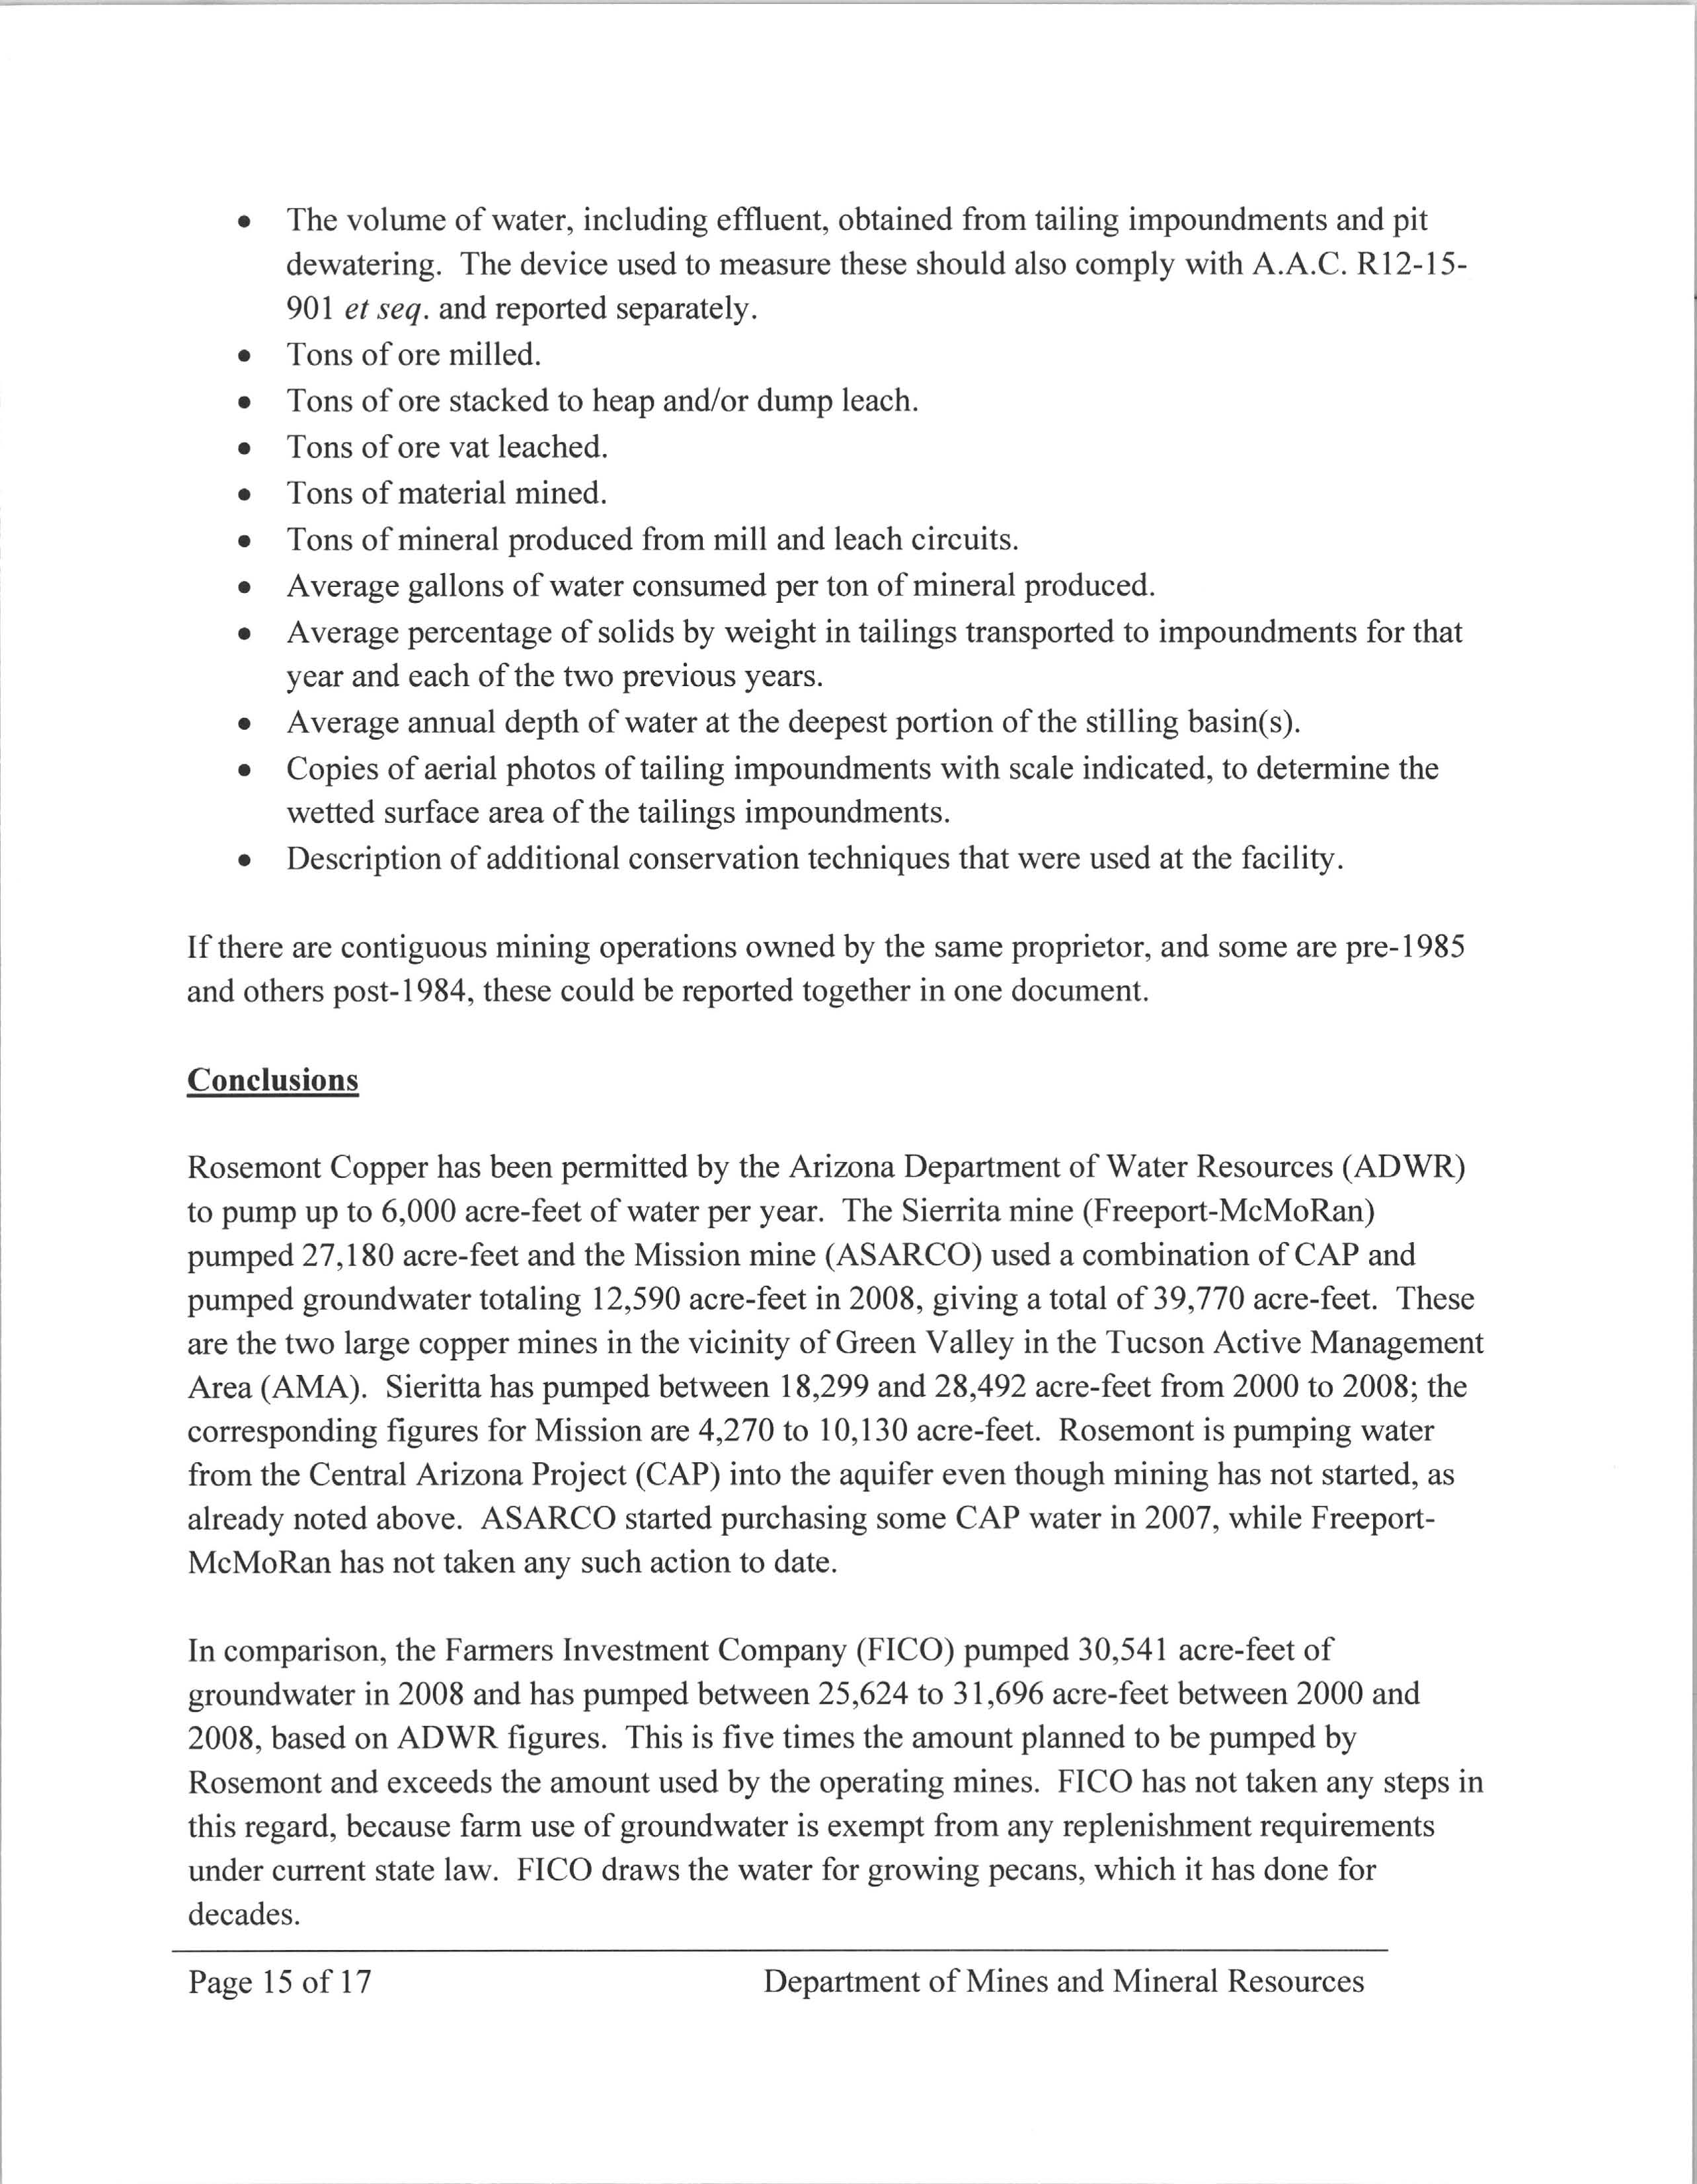 • The volume of water, including effluent, obtained from tailing impoundments and pit
dewatering. The device used to measure these should also comply with A.A.C. R12-15-
901 et seq. and reported separately.
• Tons of ore milled.
• Tons of ore stacked to heap and/or dump leach.
• Tons of ore vat leached.
• Tons of material mined.
• Tons of mineral produced from mill and leach circuits.
• Average gallons of water consumed per ton of mineral produced.
• Average percentage of solids by weight in tailings transported to impoundments for that
year and each of the two previous years.
• Average annual depth of water at the deepest portion of the stilling basin(s).
• Copies of aerial photos of tailing impoundments with scale indicated, to determine the
wetted surface area of the tailings impoundments.
• Description of additional conservation techniques that were used at the facility.
If there are contiguous mining operations owned by the same proprietor, and some are pre-1985
and others post-1984, these could be reported together in one document.
Conclusions
Rosemont Copper has been permitted by the Arizona Department of Water Resources (ADWR)
to pump up to 6,000 acre-feet of water per year. The Sierrita mine (Freeport-McMoRan)
pumped 27,180 acre-feet and the Mission mine (ASARCO) used a combination of CAP and
pumped groundwater totaling 12,590 acre-feet in 2008, giving a total of 39,770 acre-feet. These
are the two large copper mines in the vicinity of Green Valley in the Tucson Active Management
Area (AMA). Sieritta has pumped between 18,299 and 28,492 acre-feet from 2000 to 2008; the
corresponding figures for Mission are 4,270 to 10,130 acre-feet. Rosemont is pumping water
from the Central Arizona Project (CAP) into the aquifer even though mining has not started, as
already noted above. ASARCO started purchasing some CAP water in 2007, while Freeport-
McMoRan has not taken any such action to date.
In comparison, the Farmers Investment Company (FICO) pumped 30,541 acre-feet of
groundwater in 2008 and has pumped between 25,624 to 31,696 acre-feet between 2000 and
2008, based on ADWR figures. This is five times the amount planned to be pumped by
Rosemont and exceeds the amount used by the operating mines. FICO has not taken any steps in
this regard, because farm use of groundwater is exempt from any replenishment requirements
under current state law. FICO draws the water for growing pecans, which it has done for
decades.
Page 15 of 17 Department of Mines and Mineral Resources